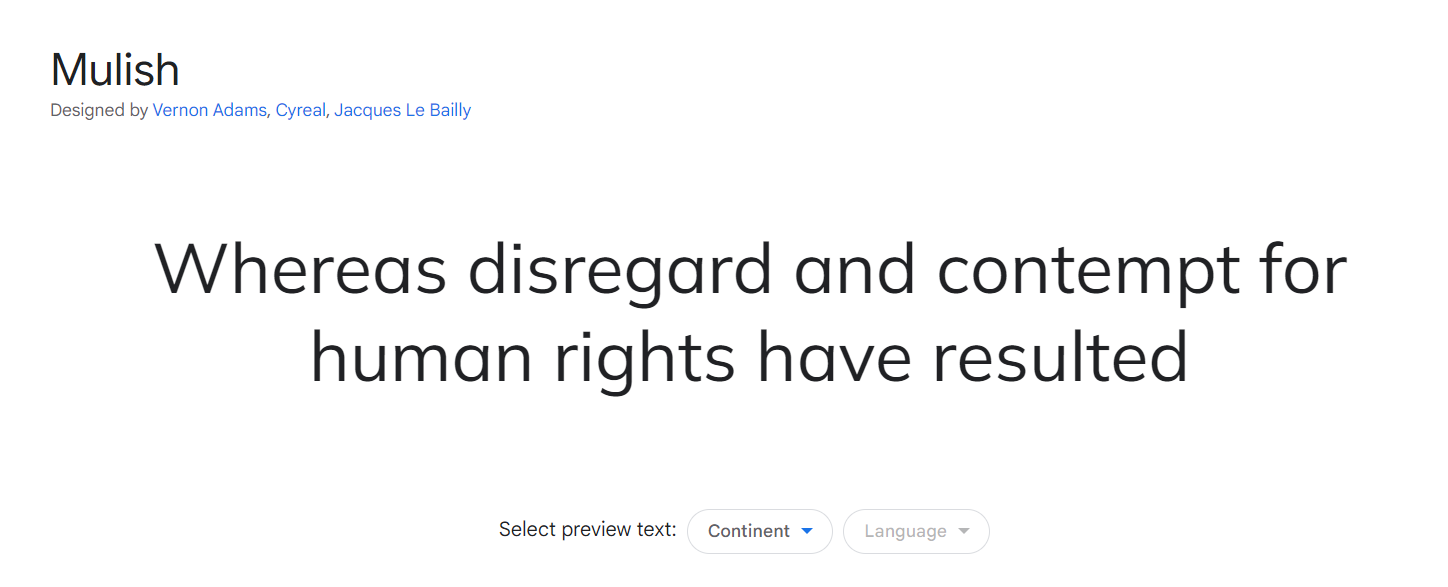 Mulish
Designed by Vernon Adams, Cyreal, Jacques Le Bailly
Whereas disregard and contempt for
human rights have resulted
Select preview text: Continent Language